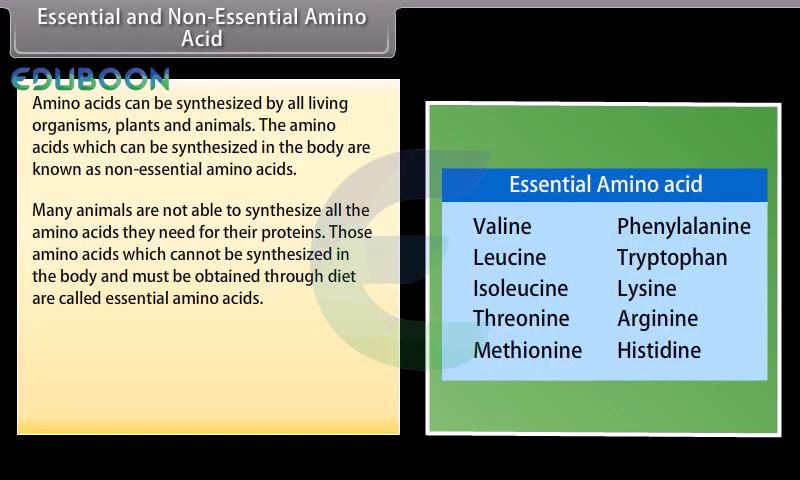 Essential and Non-Essential Amino
Acid
EDUBOON
Amino acids can be synthesized by all living
organisms, plants and animals. The amino
acids which can be synthesized in the body are
known as non-essential amino acids.
Many animals are not able to synthesize all the
amino acids they need for their proteins. Those
amino acids which cannot be synthesized in
the body and must be obtained through diet
are called essential amino acids.
Essential Amino acid
Valine Phenylalanine
Leucine Tryptophan
Isoleucine Lysine
Threonine Arginine
Methionine Histidine